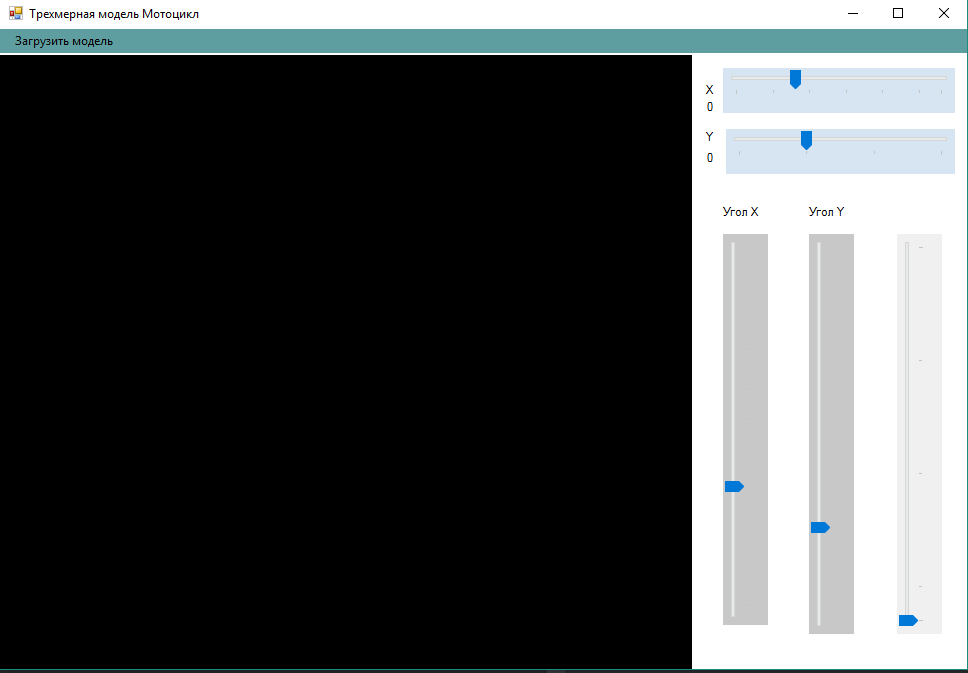 Трехмерная модель Мотоцикл
Загрузить модель
X
0
Y
0
Угол X
Угол Y